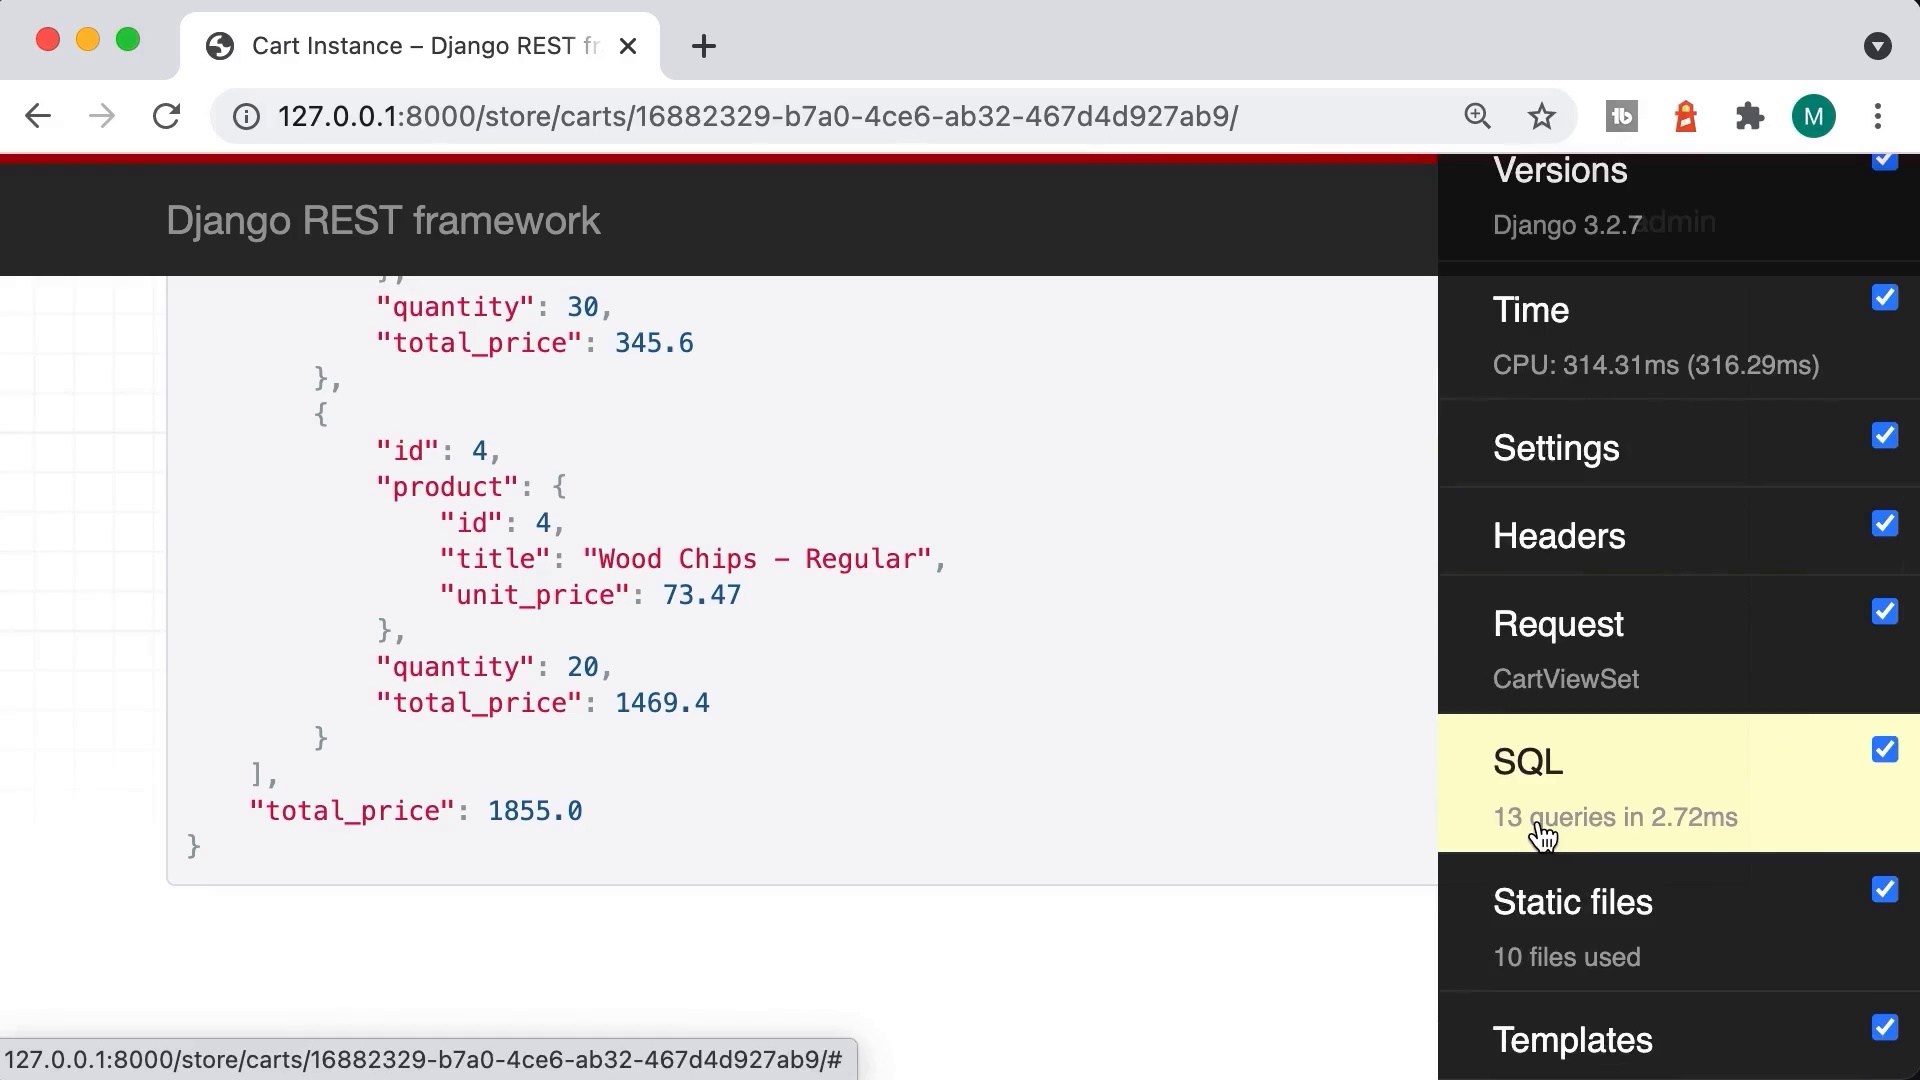 Cart Instance – Django REST fr
127.0.0.1:8000/store/carts/16882329-b7a0-4ce6-ab32-467d4d927ab9/
M
Django REST framework
admin
},
"quantity": 30,
"total_price": 345.6
},
{
"id": 4,
"product": {
"id": 4,
"title": "Wood Chips – Regular",
"unit_price": 73.47
},
"quantity": 20,
"total_price": 1469.4
}
],
"total_price": 1855.0
}
Versions
Django 3.2.7
Time
CPU: 314.31ms (316.29ms)
Settings
Headers
Request
CartViewSet
SQL
13 queries in 2.72ms
Static files
10 files used
Templates
127.0.0.1:8000/store/carts/16882329-b7a0-4ce6-ab32-467d4d927ab9/#